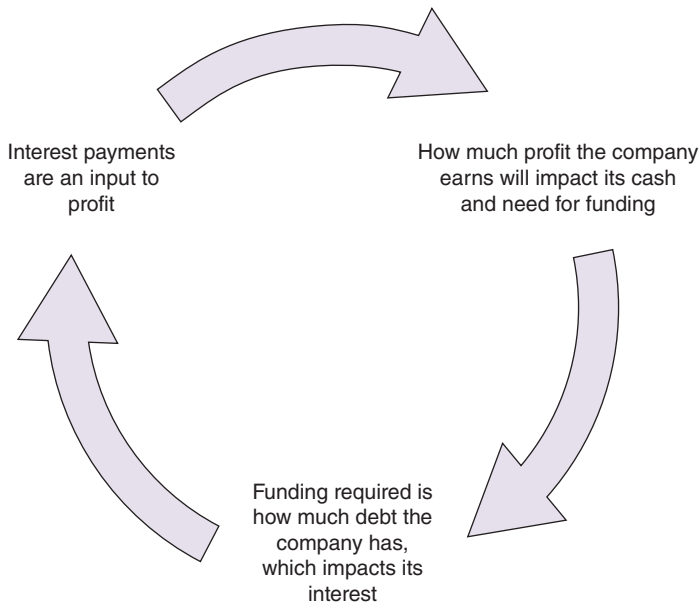 Interest payments
are an input to
profit
How much profit the company
earns will impact its cash
and need for funding
Funding required is
how much debt the
company has,
which impacts its
interest